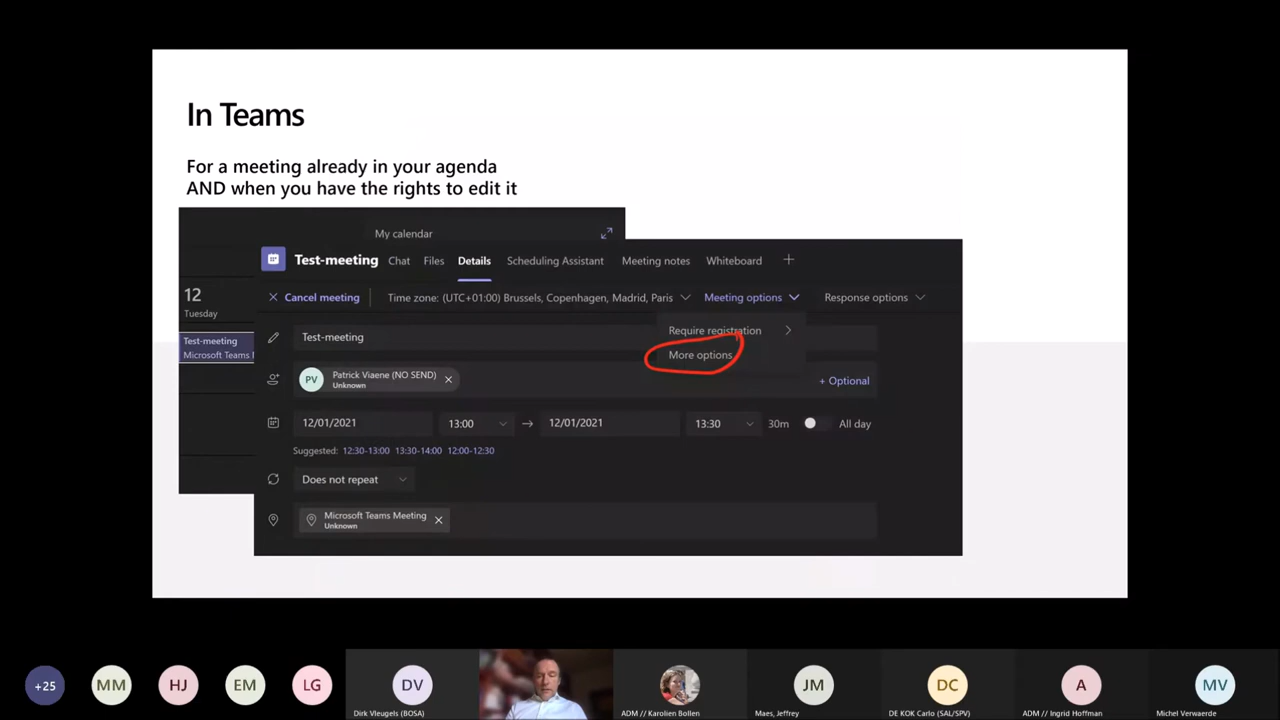 In Teams
For a meeting already in your agenda
AND when you have the rights to edit it
My calendar
12
Tuesday
Test-meeting
Microsoft Teams
Test-meeting Chat Files Details Scheduling Assistant Meeting notes Whiteboard +
Cancel meeting Time zone: (UTC+01:00) Brussels, Copenhagen, Madrid, Paris Meeting options Response options
Require registration
More options
Test-meeting
PV Patrick Viaene (NO SEND)
Unknown
+ Optional
12/01/2021 13:00 → 12/01/2021 13:30 30m All day
Suggested: 12:30-13:00 13:30-14:00 12:00-12:30
Does not repeat
Microsoft Teams Meeting
Unknown
+25 MM HJ EM LG DV JM DC A MV
Dirk Vleugels (BOSA) ADM // Karolien Bollen Maes, Jeffrey DE KOK Carlo (SAL/SPV) ADM // Ingrid Hoffman Michel Verwaerde